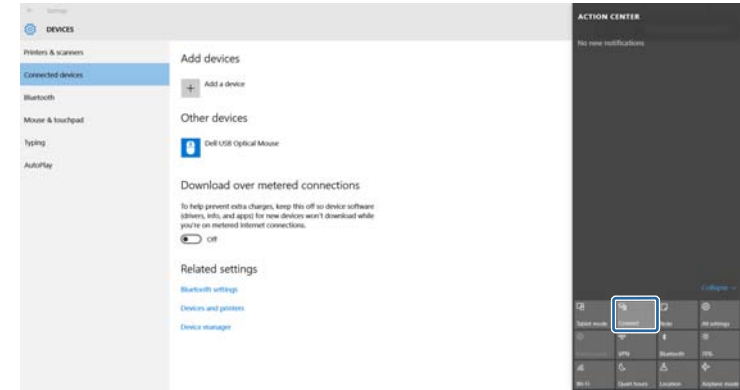 Settings
DEVICES
Printers & scanners
Connected devices
Bluetooth
Mouse & touchpad
Typing
AutoPlay
Add devices
Add a device
Other devices
Dell USB Optical Mouse
Download over metered connections
To help prevent extra charges, keep this off so device software
(drivers, info, and apps) for new devices won't download while
you're on metered Internet connections.
Off
Related settings
Bluetooth settings
Devices and printers
Device manager
ACTION CENTER
No new notifications
Collapse
Tablet mode Connect Note All settings
VPN Bluetooth 70%
Wi-Fi Quiet hours Location Airplane mode